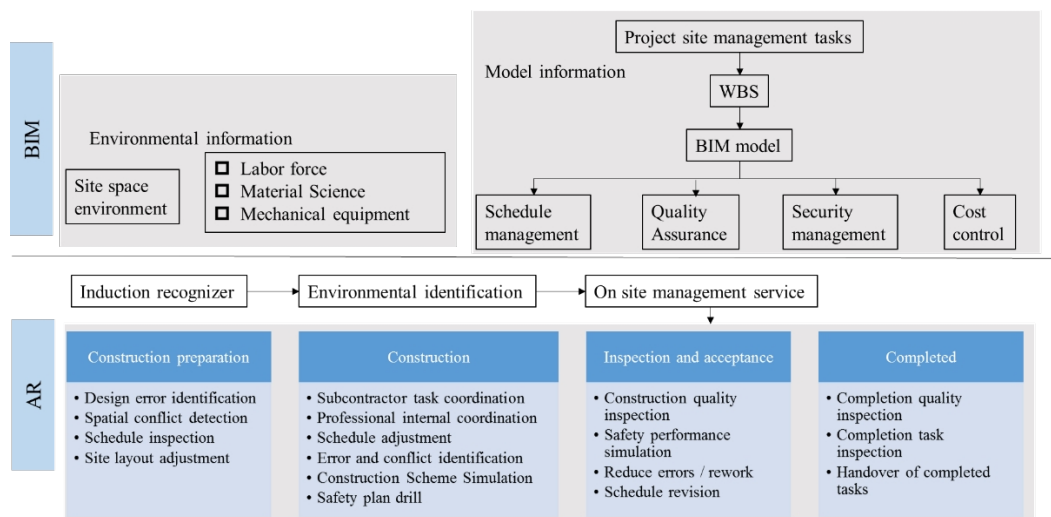 BIM
Environmental information
Site space
environment
Labor force
Material Science
Mechanical equipment
Model information
Project site management tasks
WBS
BIM model
Schedule
management
Quality
Assurance
Security
management
Cost
control
AR
Induction recognizer
Environmental identification
On site management service
Construction preparation
• Design error identification
• Spatial conflict detection
• Schedule inspection
• Site layout adjustment
Construction
• Subcontractor task coordination
• Professional internal coordination
• Schedule adjustment
• Error and conflict identification
• Construction Scheme Simulation
• Safety plan drill
Inspection and acceptance
• Construction quality
inspection
• Safety performance
simulation
• Reduce errors / rework
• Schedule revision
Completed
• Completion quality
inspection
• Completion task
inspection
• Handover of completed
tasks